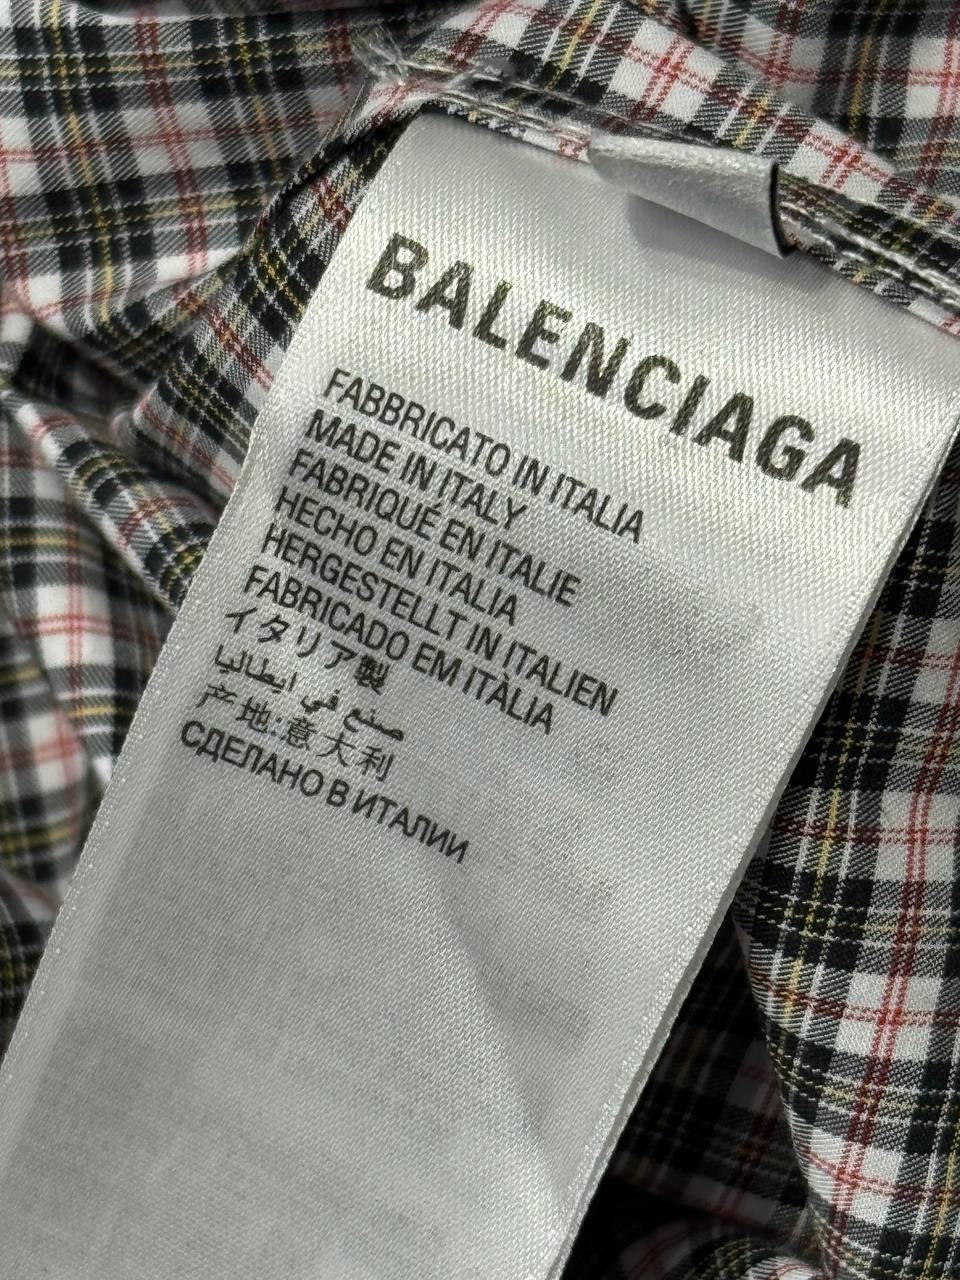 BALENCIAGA
FABBRICATO IN ITALIA
MADE IN ITALY
FABRIQUÉ EN ITALIE
HECHO EN ITALIA
HERGESTELLT IN ITALIEN
FABRICADO EM ITÀLIA
イタリア製
صنع في ايطاليا
产地:意大利
СДЕЛАНО В ИТАЛИИ